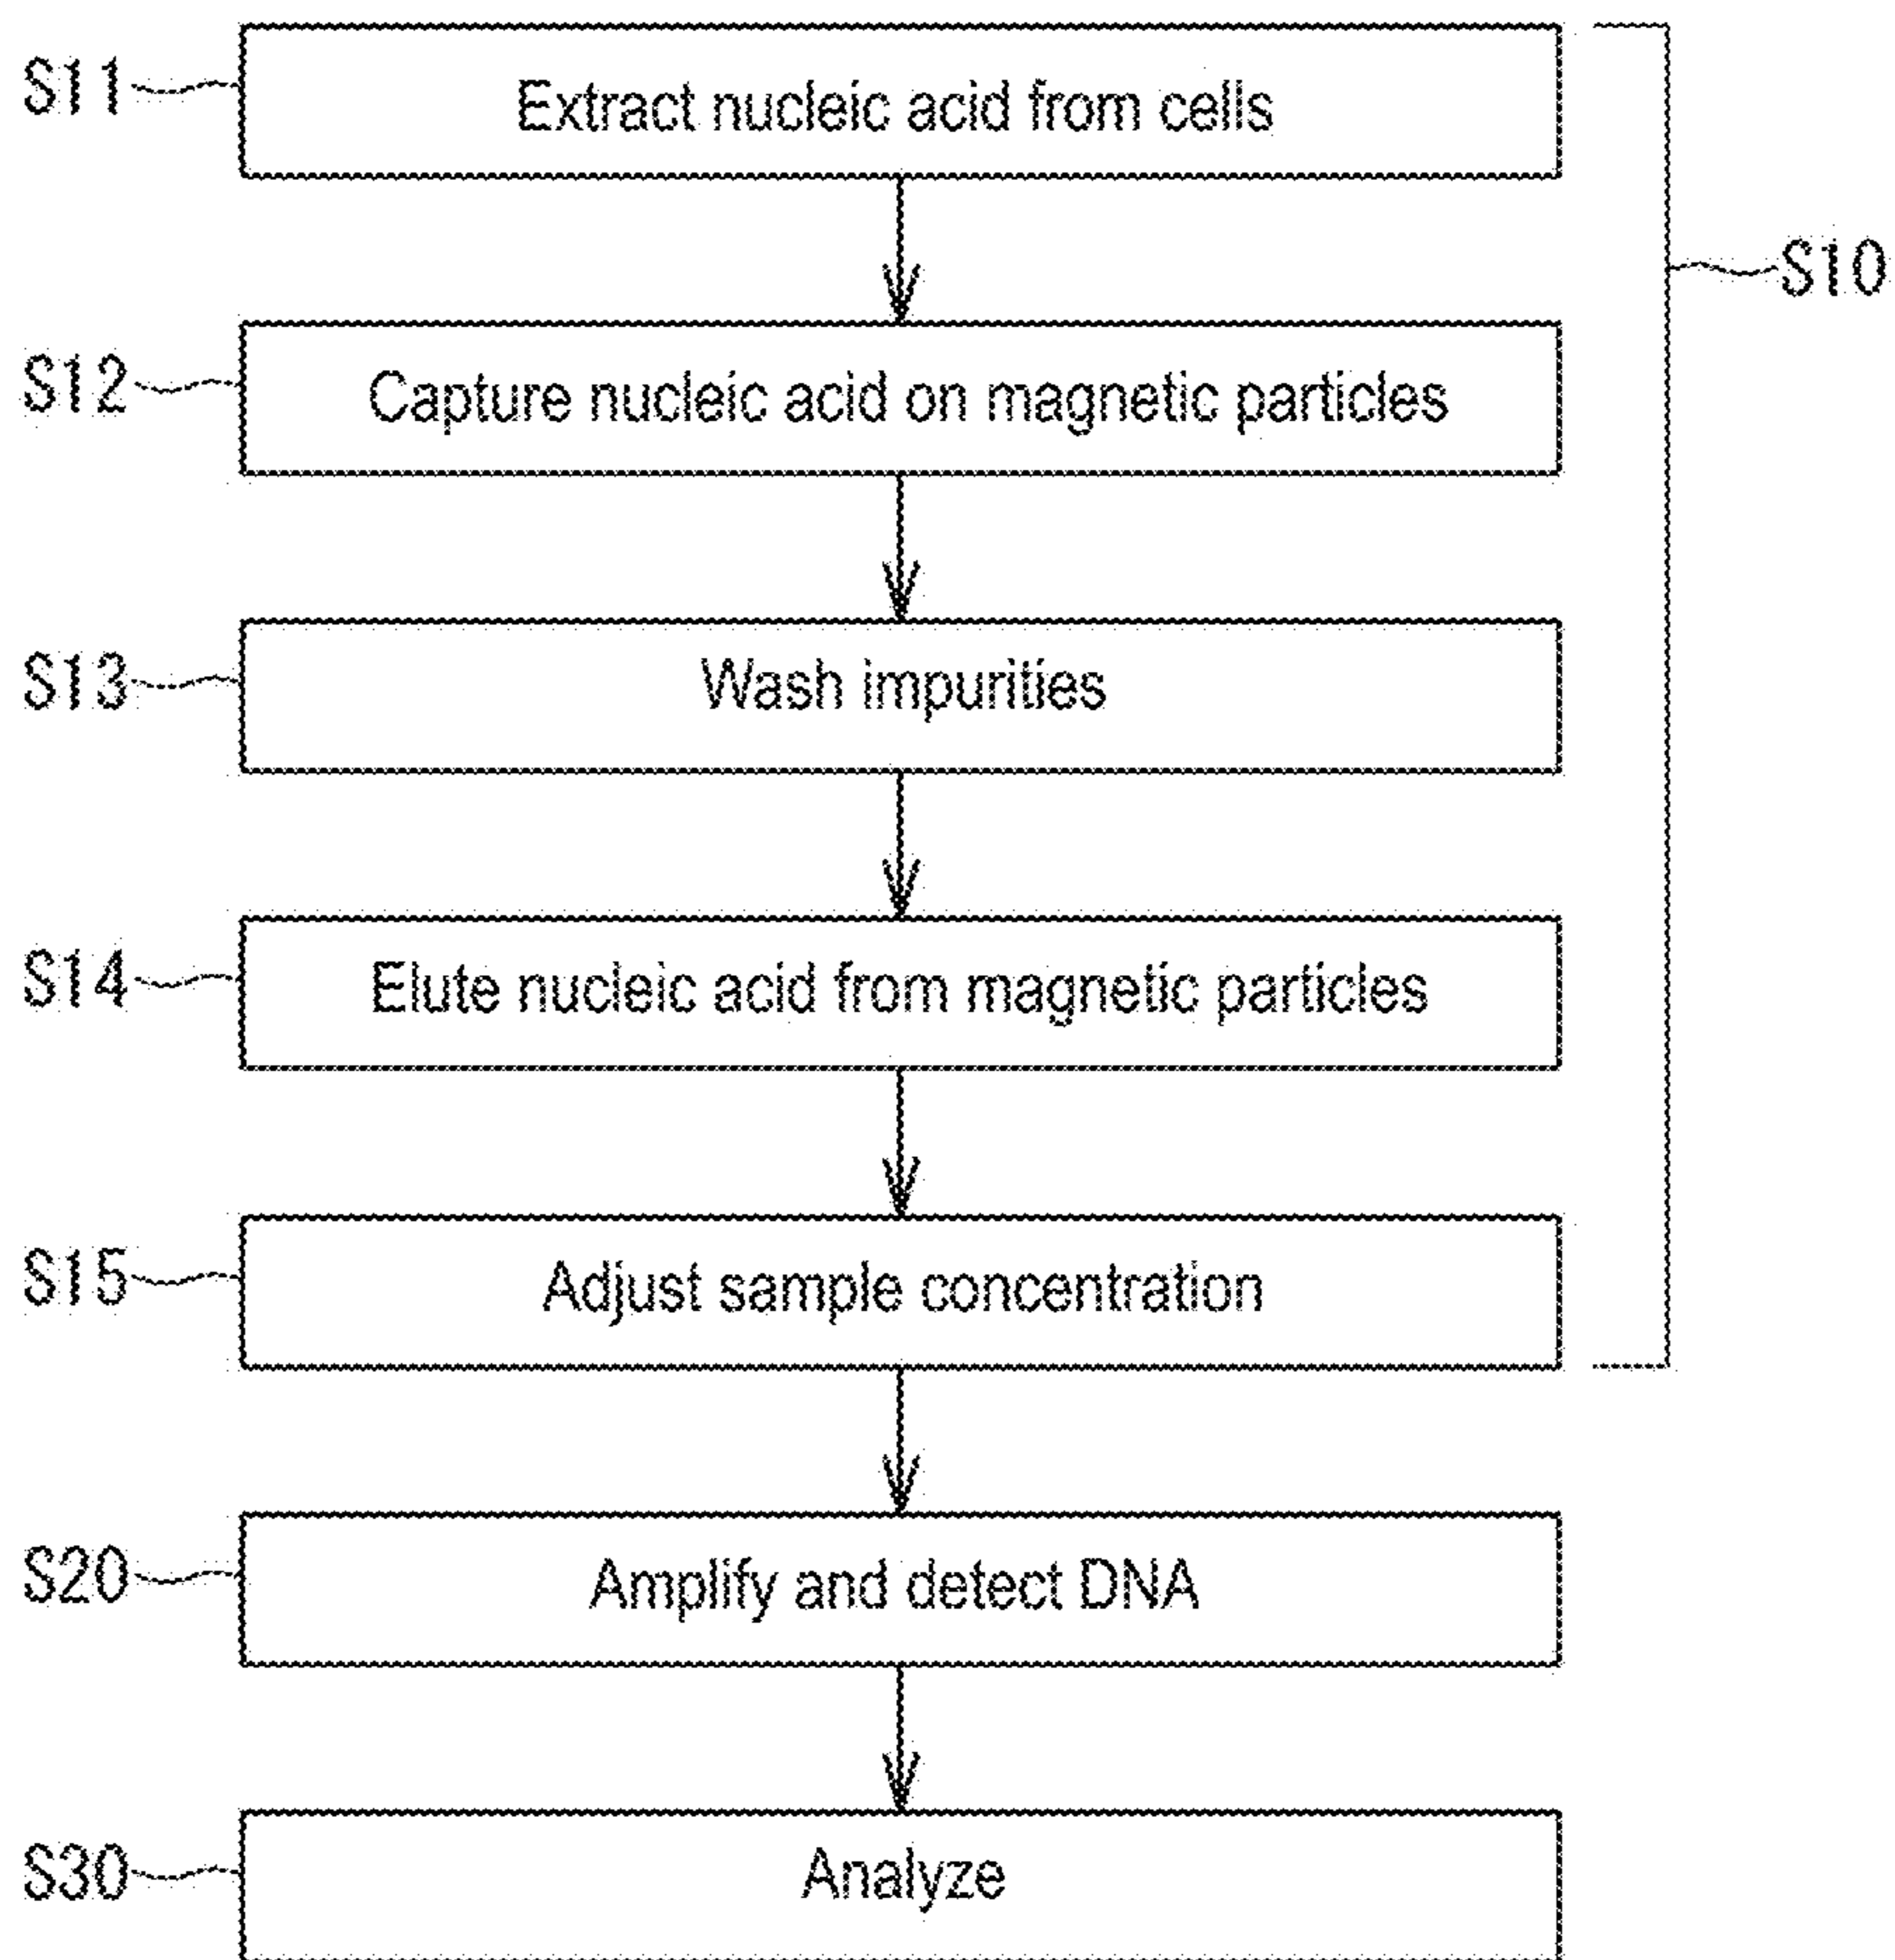 S11
Extract nucleic acid from cells
S10
S12
Capture nucleic acid on magnetic particles
S13
Wash impurities
S14
Elute nucleic acid from magnetic particles
S15
Adjust sample concentration
S20
Amplify and detect DNA
S30
Analyze